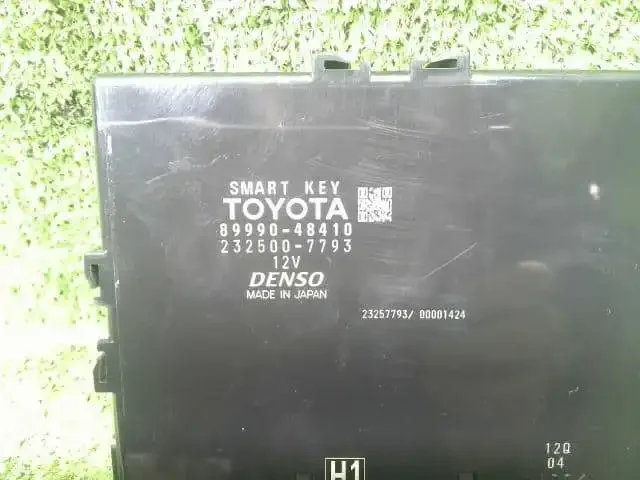 SMART KEY
TOYOTA
89990-48410
232500-7793
12V
DENSO
MADE IN JAPAN
23257793/ 00001424
12Q
04
H1